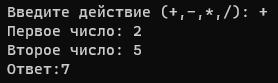 Введите действие (+,-,*,/): +
Первое число: 2
Второе число: 5
Ответ:7